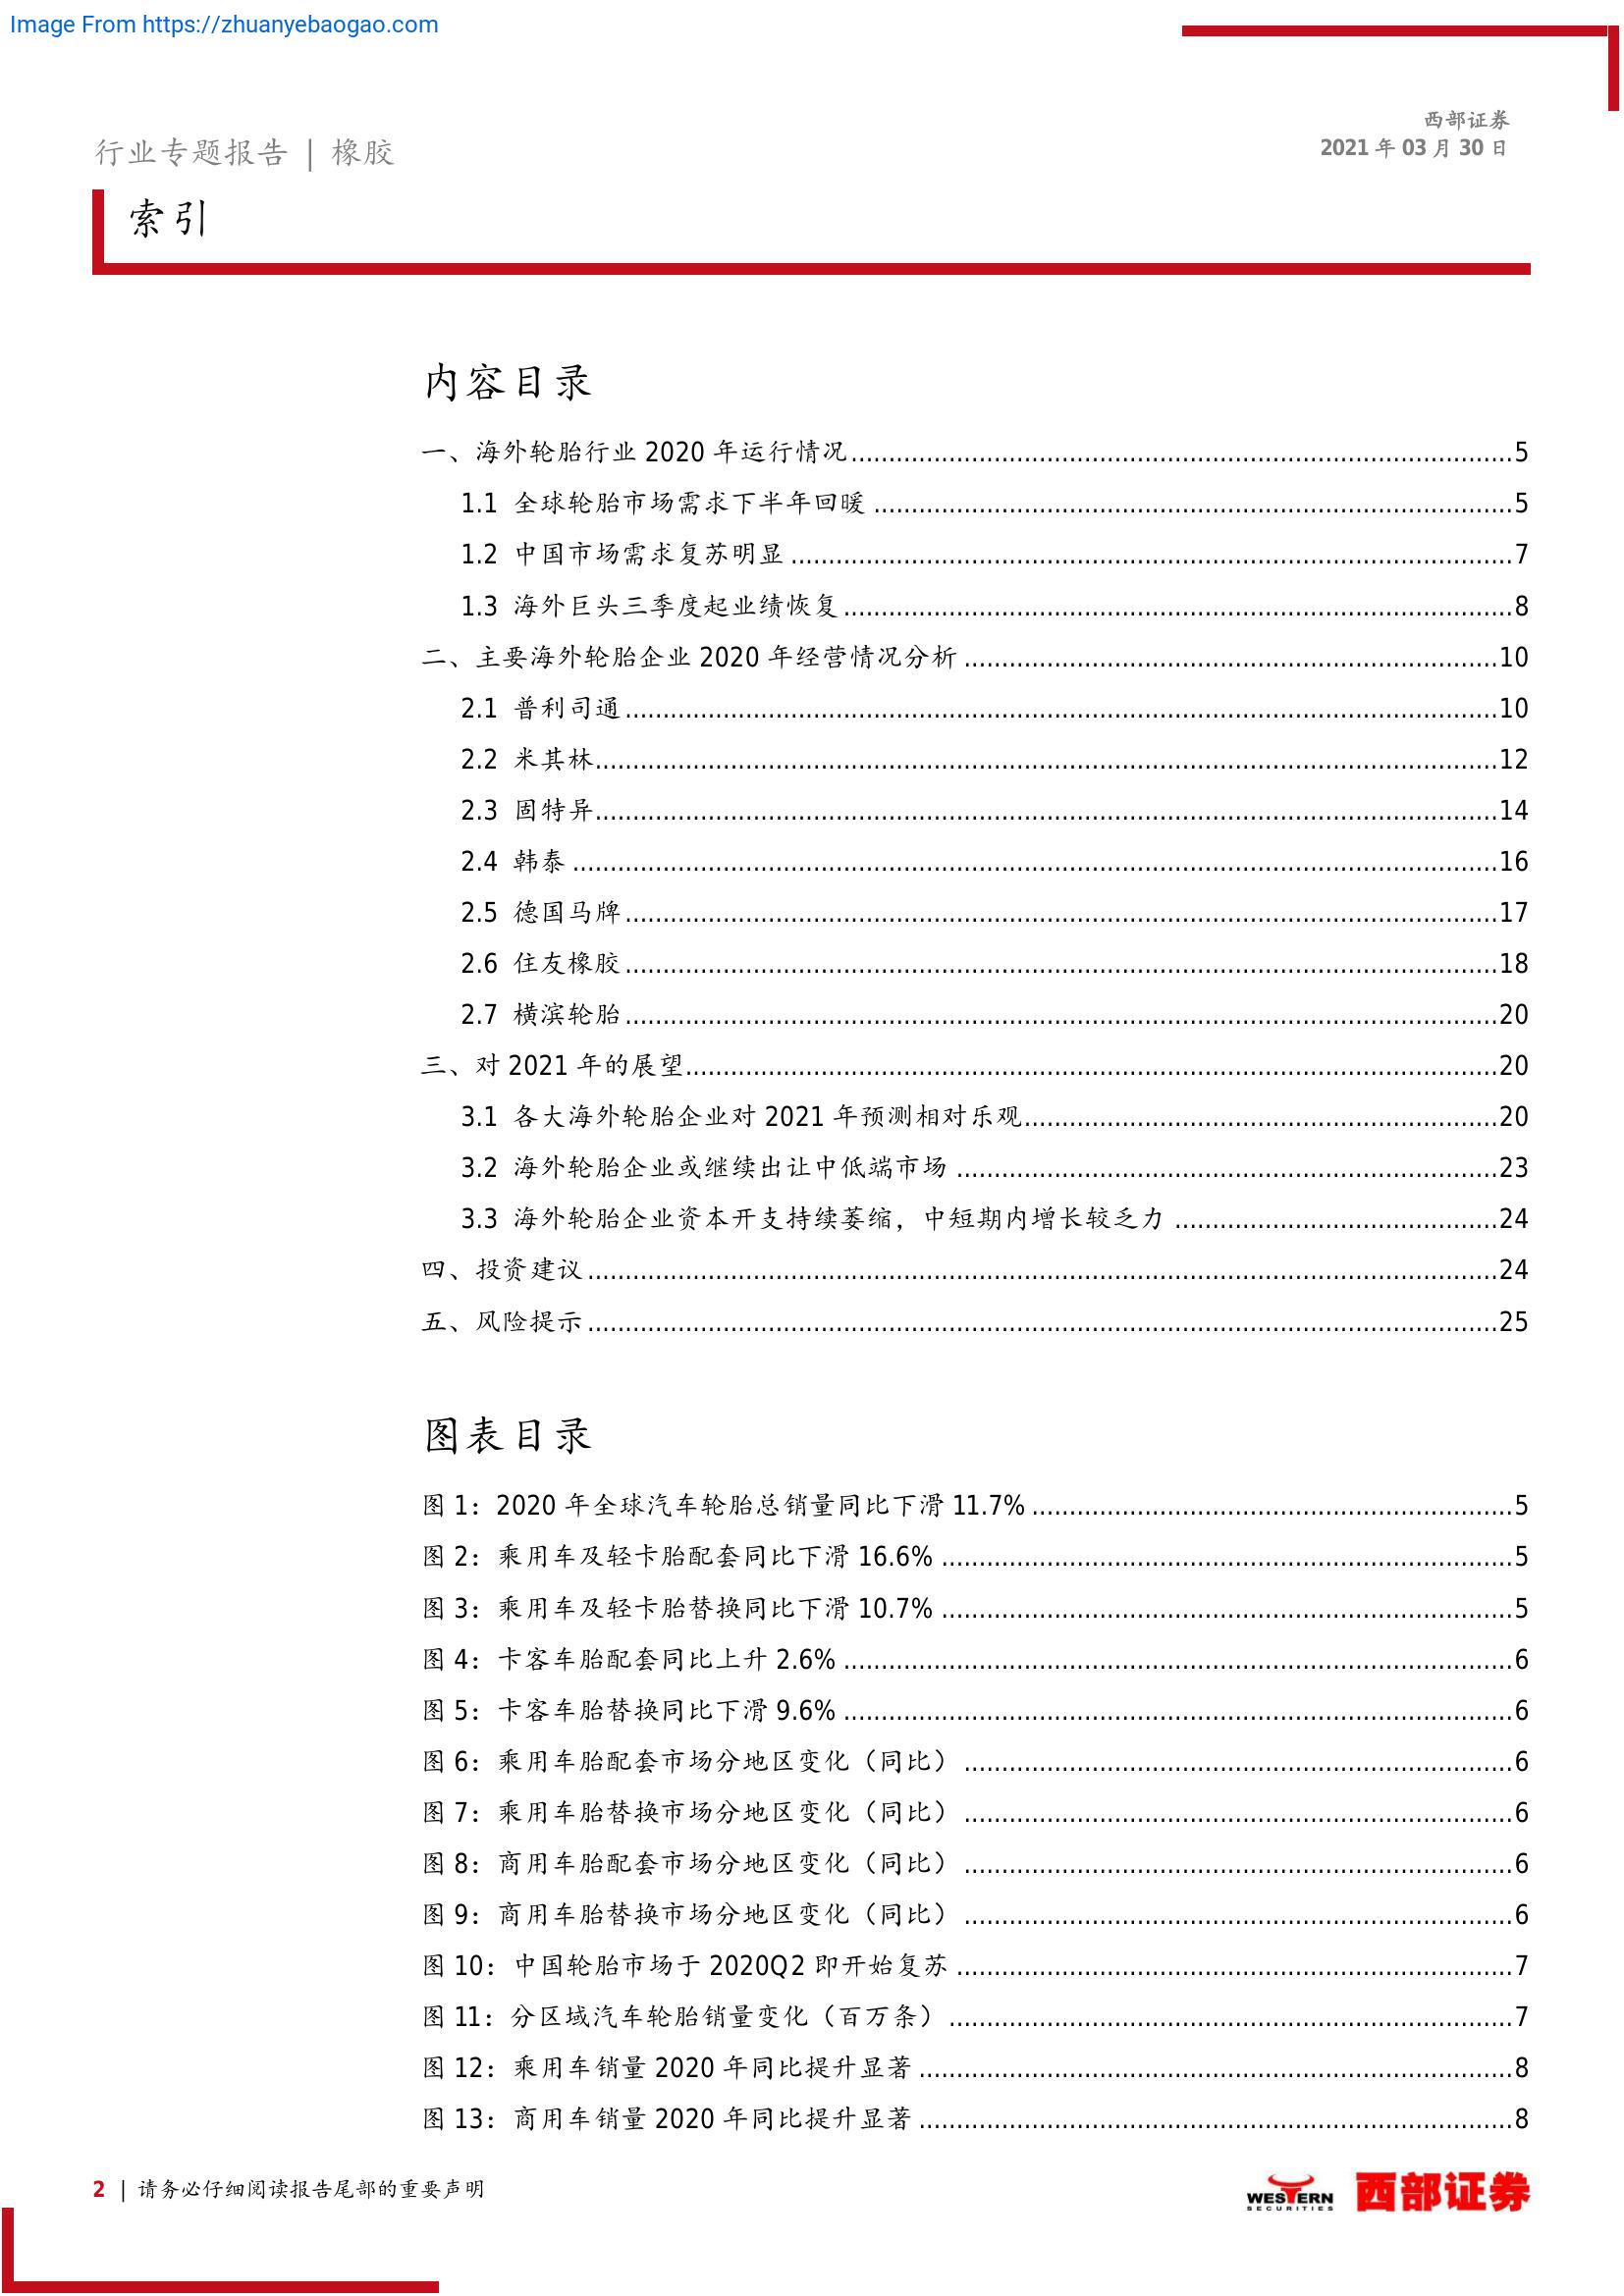 Image From https://zhuanyebaogao.com
西部证券
2021 年 03 月 30 日
行业专题报告 | 橡胶
索引
内容目录
一、海外轮胎行业 2020 年运行情况........5
1.1 全球轮胎市场需求下半年回暖........5
1.2 中国市场需求复苏明显........7
1.3 海外巨头三季度起业绩恢复........8
二、主要海外轮胎企业 2020 年经营情况分析........10
2.1 普利司通........10
2.2 米其林........12
2.3 固特异........14
2.4 韩泰........16
2.5 德国马牌........17
2.6 住友橡胶........18
2.7 横滨轮胎........20
三、对 2021 年的展望........20
3.1 各大海外轮胎企业对 2021 年预测相对乐观........20
3.2 海外轮胎企业或继续出让中低端市场........23
3.3 海外轮胎企业资本开支持续萎缩，中短期内增长较乏力........24
四、投资建议........24
五、风险提示........25
图表目录
图 1：2020 年全球汽车轮胎总销量同比下滑 11.7%........5
图 2：乘用车及轻卡胎配套同比下滑 16.6%........5
图 3：乘用车及轻卡胎替换同比下滑 10.7%........5
图 4：卡客车胎配套同比上升 2.6%........6
图 5：卡客车胎替换同比下滑 9.6%........6
图 6：乘用车胎配套市场分地区变化（同比）........6
图 7：乘用车胎替换市场分地区变化（同比）........6
图 8：商用车胎配套市场分地区变化（同比）........6
图 9：商用车胎替换市场分地区变化（同比）........6
图 10：中国轮胎市场于 2020Q2 即开始复苏........7
图 11：分区域汽车轮胎销量变化（百万条）........7
图 12：乘用车销量 2020 年同比提升显著........8
图 13：商用车销量 2020 年同比提升显著........8
2 | 请务必仔细阅读报告尾部的重要声明
WESTERN
SECURITIES
西部证券